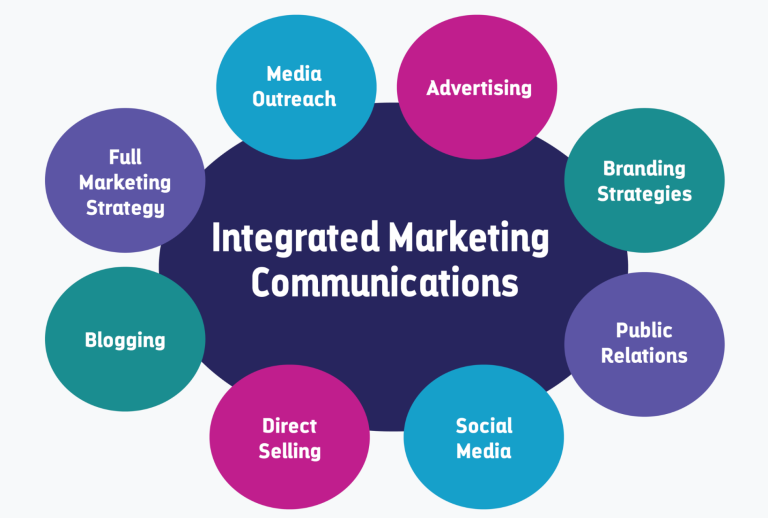 Media
Outreach
Advertising
Full
Marketing
Strategy
Branding
Strategies
Integrated Marketing
Communications
Blogging
Public
Relations
Direct
Selling
Social
Media